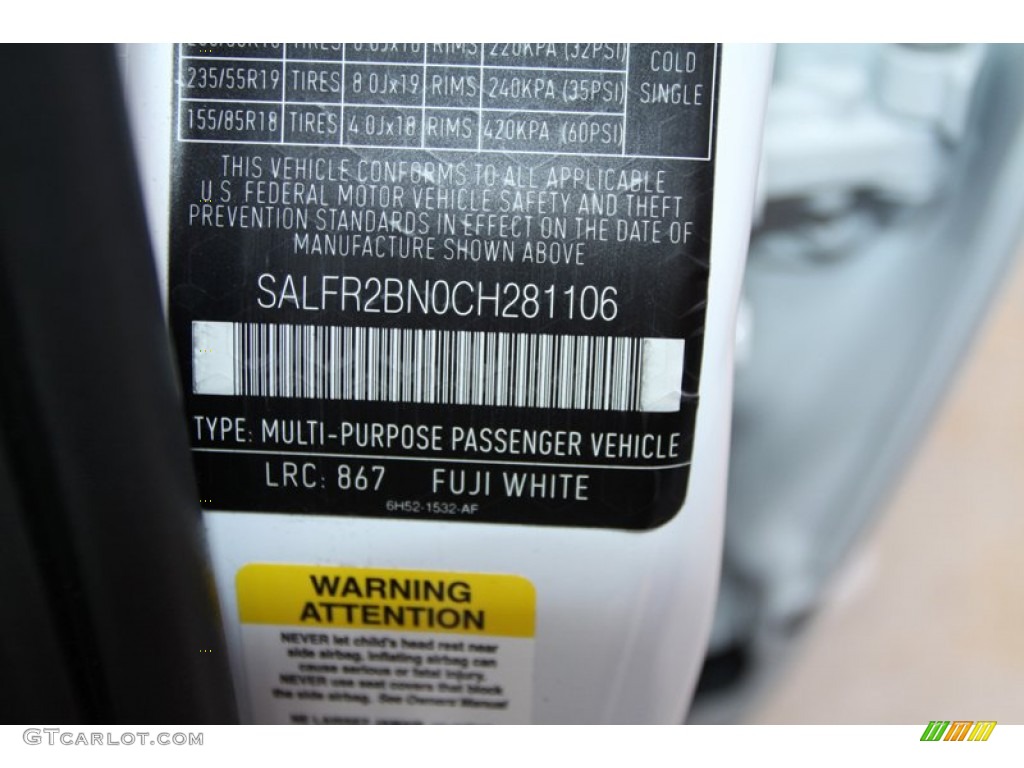 TIRES RIMS 220KPA (32PSI)
235/55R19 TIRES 8.0Jx19 RIMS 240KPA (35PSI)
155/85R18 TIRES 4.0Jx18 RIMS 420KPA (60PSI)
COLD
SINGLE
THIS VEHICLE CONFORMS TO ALL APPLICABLE
U.S. FEDERAL MOTOR VEHICLE SAFETY AND THEFT
PREVENTION STANDARDS IN EFFECT ON THE DATE OF
MANUFACTURE SHOWN ABOVE
SALFR2BN0CH281106
TYPE: MULTI-PURPOSE PASSENGER VEHICLE
LRC: 867 FUJI WHITE
6H52-1532-AF
WARNING
ATTENTION
NEVER let child's head rest near
side airbag, inflating airbag can
cause serious or fatal injury.
NEVER use seat covers that block
the side airbag. See Owners Manual
GTCARLOT.COM